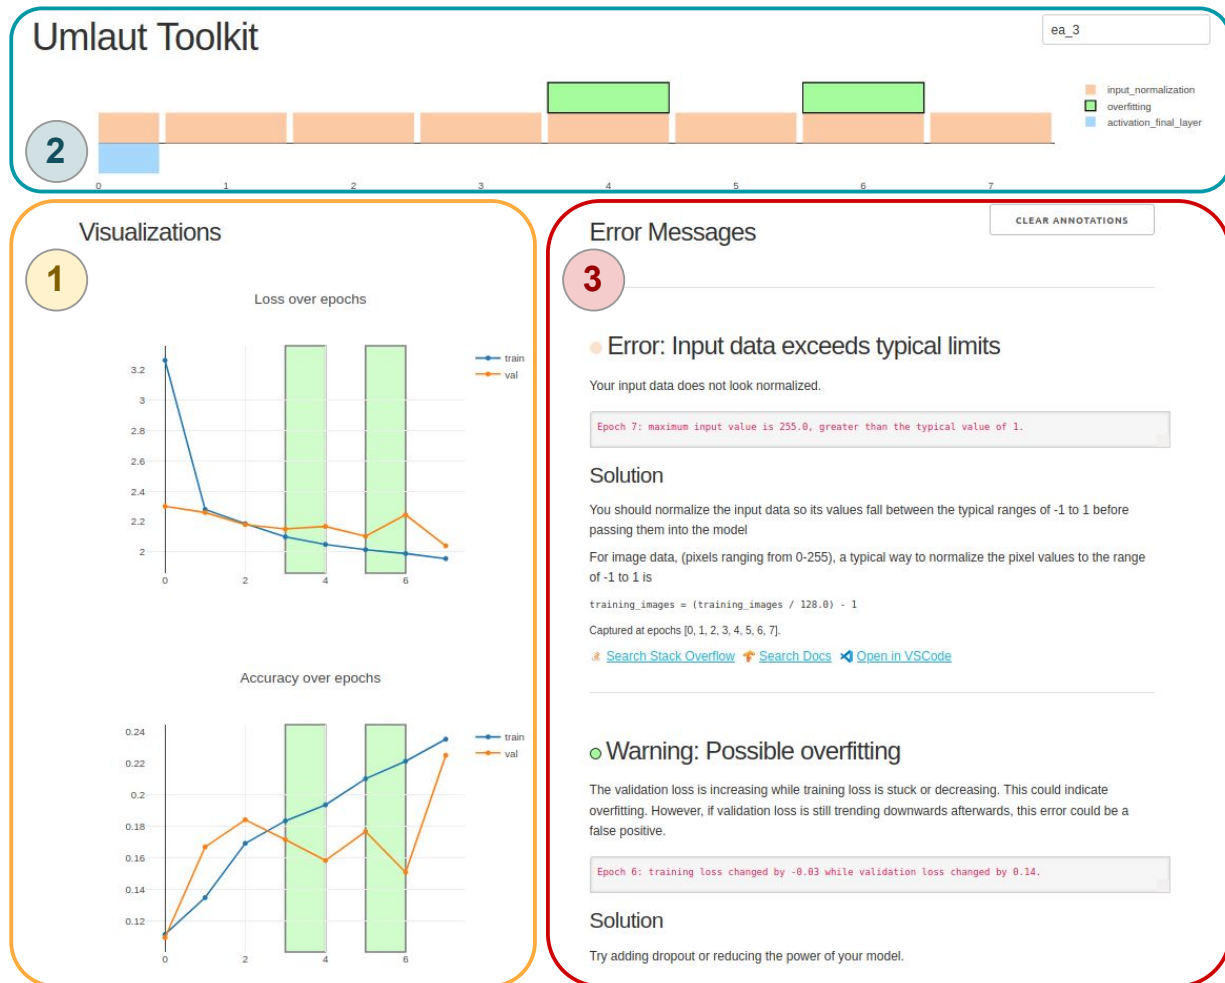 Umlaut Toolkit
ea_3
input_normalization
overfitting
activation_final_layer
2
0 1 2 3 4 5 6 7
Visualizations
1
Loss over epochs
train
val
3.2
3
2.8
2.6
2.4
2.2
2
0 2 4 6
Accuracy over epochs
train
val
0.24
0.22
0.2
0.18
0.16
0.14
0.12
0 2 4 6
Error Messages
CLEAR ANNOTATIONS
3
Error: Input data exceeds typical limits
Your input data does not look normalized.
Epoch 7: maximum input value is 255.0, greater than the typical value of 1.
Solution
You should normalize the input data so its values fall between the typical ranges of -1 to 1 before
passing them into the model
For image data, (pixels ranging from 0-255), a typical way to normalize the pixel values to the range
of -1 to 1 is
training_images = (training_images / 128.0) - 1
Captured at epochs [0, 1, 2, 3, 4, 5, 6, 7].
Search Stack Overflow Search Docs Open in VSCode
Warning: Possible overfitting
The validation loss is increasing while training loss is stuck or decreasing. This could indicate
overfitting. However, if validation loss is still trending downwards afterwards, this error could be a
false positive.
Epoch 6: training loss changed by -0.03 while validation loss changed by 0.14.
Solution
Try adding dropout or reducing the power of your model.